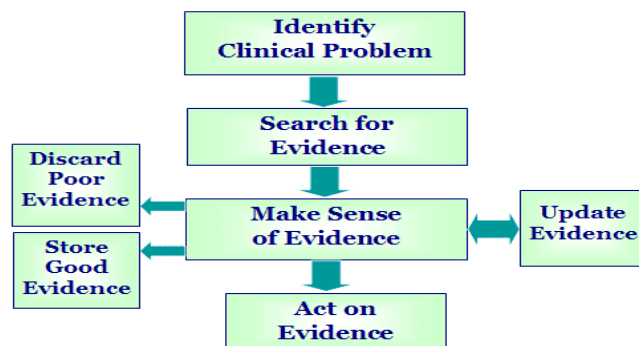 Identify
Clinical Problem
Search for
Evidence
Discard
Poor
Evidence
Make Sense
of Evidence
Update
Evidence
Store
Good
Evidence
Act on
Evidence